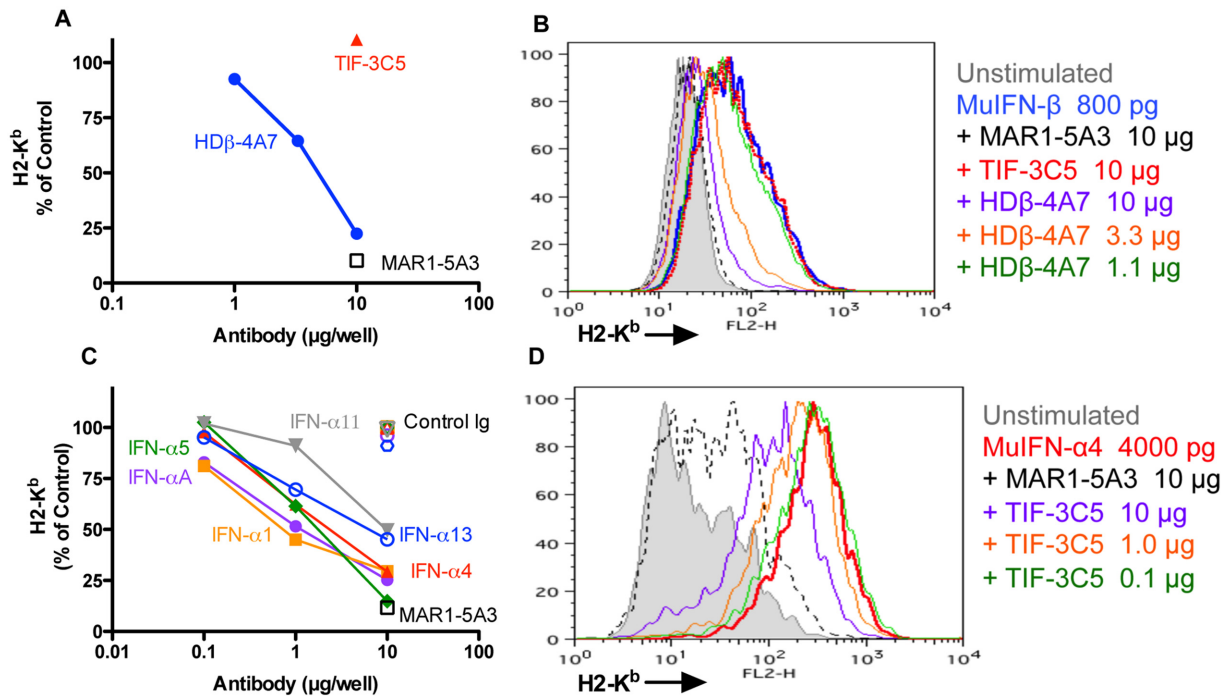 A
H2-Kᵇ
% of Control
100
75
50
25
0
0.1
1
10
100
Antibody (µg/well)
TIF-3C5
HDβ-4A7
MAR1-5A3
B
100
80
60
40
20
0
10⁰
10¹
10²
10³
10⁴
FL2-H
H2-Kᵇ
Unstimulated
MuIFN-β 800 pg
+ MAR1-5A3 10 µg
+ TIF-3C5 10 µg
+ HDβ-4A7 10 µg
+ HDβ-4A7 3.3 µg
+ HDβ-4A7 1.1 µg
C
H2-Kᵇ
(% of Control)
100
75
50
25
0
0.01
0.1
1
10
100
Antibody (µg/well)
IFN-α11
Control Ig
IFN-α5
IFN-αA
IFN-α1
IFN-α13
IFN-α4
MAR1-5A3
D
100
80
60
40
20
0
10⁰
10¹
10²
10³
10⁴
FL2-H
H2-Kᵇ
Unstimulated
MuIFN-α4 4000 pg
+ MAR1-5A3 10 µg
+ TIF-3C5 10 µg
+ TIF-3C5 1.0 µg
+ TIF-3C5 0.1 µg